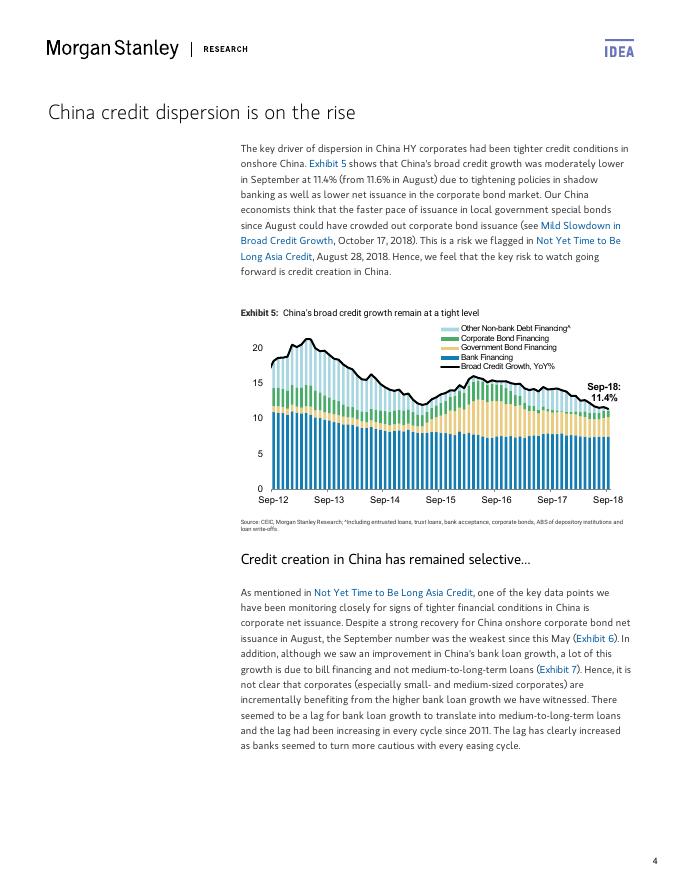 Morgan Stanley | RESEARCH
IDEA
China credit dispersion is on the rise
The key driver of dispersion in China HY corporates had been tighter credit conditions in
onshore China. Exhibit 5 shows that China's broad credit growth was moderately lower
in September at 11.4% (from 11.6% in August) due to tightening policies in shadow
banking as well as lower net issuance in the corporate bond market. Our China
economists think that the faster pace of issuance in local government special bonds
since August could have crowded out corporate bond issuance (see Mild Slowdown in
Broad Credit Growth, October 17, 2018). This is a risk we flagged in Not Yet Time to Be
Long Asia Credit, August 28, 2018. Hence, we feel that the key risk to watch going
forward is credit creation in China.
Exhibit 5: China's broad credit growth remain at a tight level
Other Non-bank Debt Financing^
Corporate Bond Financing
Government Bond Financing
Bank Financing
Broad Credit Growth, YoY%
Sep-18:
11.4%
20
15
10
5
0
Sep-12 Sep-13 Sep-14 Sep-15 Sep-16 Sep-17 Sep-18
Source: CEIC, Morgan Stanley Research; ^Including entrusted loans, trust loans, bank acceptance, corporate bonds, ABS of depository institutions and
loan write-offs.
Credit creation in China has remained selective...
As mentioned in Not Yet Time to Be Long Asia Credit, one of the key data points we
have been monitoring closely for signs of tighter financial conditions in China is
corporate net issuance. Despite a strong recovery for China onshore corporate bond net
issuance in August, the September number was the weakest since this May (Exhibit 6). In
addition, although we saw an improvement in China's bank loan growth, a lot of this
growth is due to bill financing and not medium-to-long-term loans (Exhibit 7). Hence, it is
not clear that corporates (especially small- and medium-sized corporates) are
incrementally benefiting from the higher bank loan growth we have witnessed. There
seemed to be a lag for bank loan growth to translate into medium-to-long-term loans
and the lag had been increasing in every cycle since 2011. The lag has clearly increased
as banks seemed to turn more cautious with every easing cycle.
4